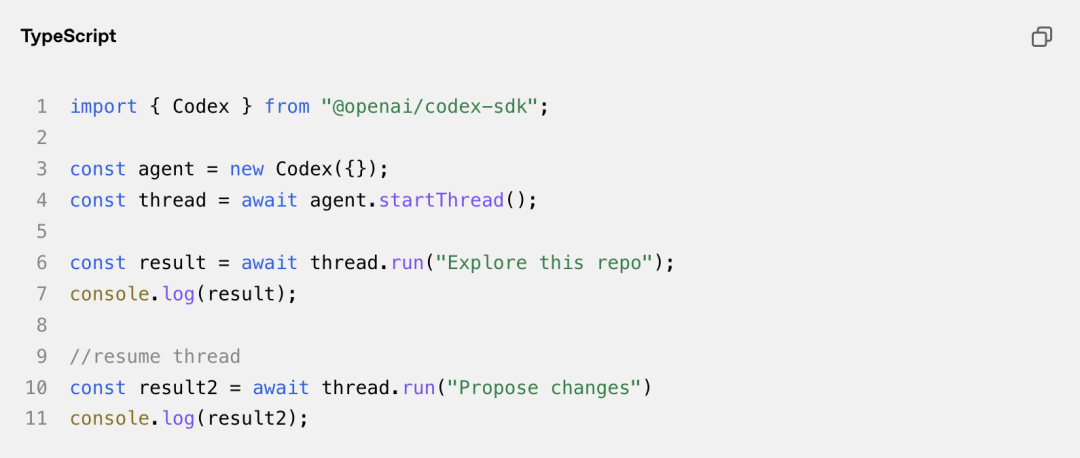 TypeScript
1 import { Codex } from "@openai/codex-sdk";
2
3 const agent = new Codex({});
4 const thread = await agent.startThread();
5
6 const result = await thread.run("Explore this repo");
7 console.log(result);
8
9 //resume thread
10 const result2 = await thread.run("Propose changes")
11 console.log(result2);